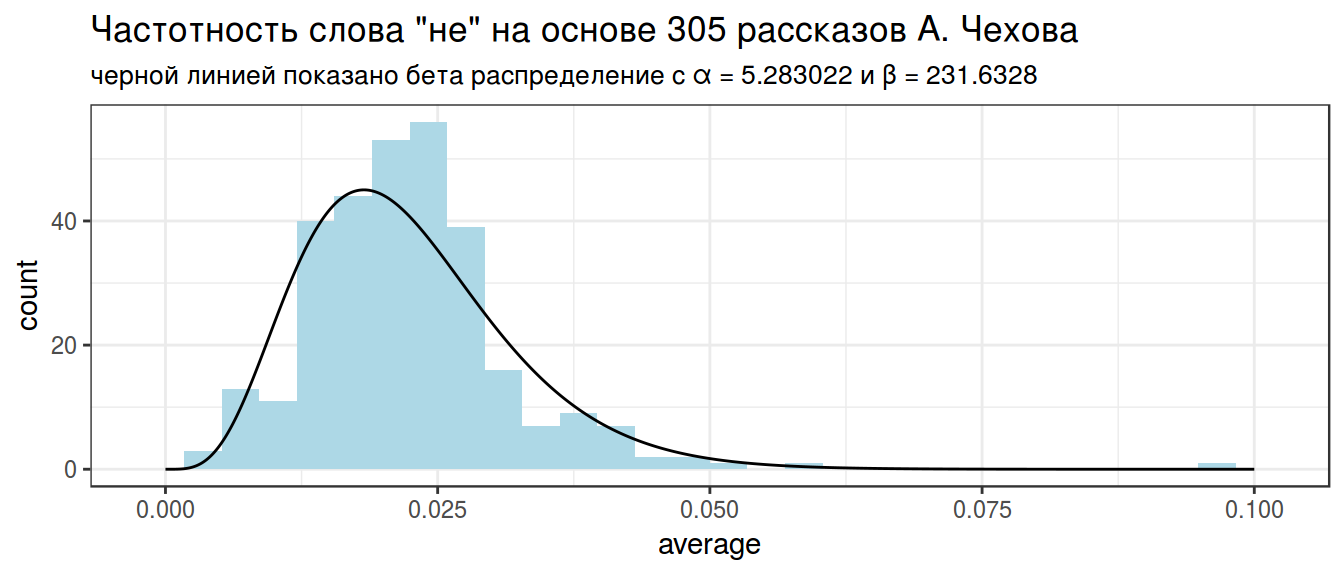 Частотность слова "не" на основе 305 рассказов А. Чехова
черной линией показано бета распределение с α = 5.283022 и β = 231.6328
count
40
20
0
0.000 0.025 0.050 0.075 0.100
average